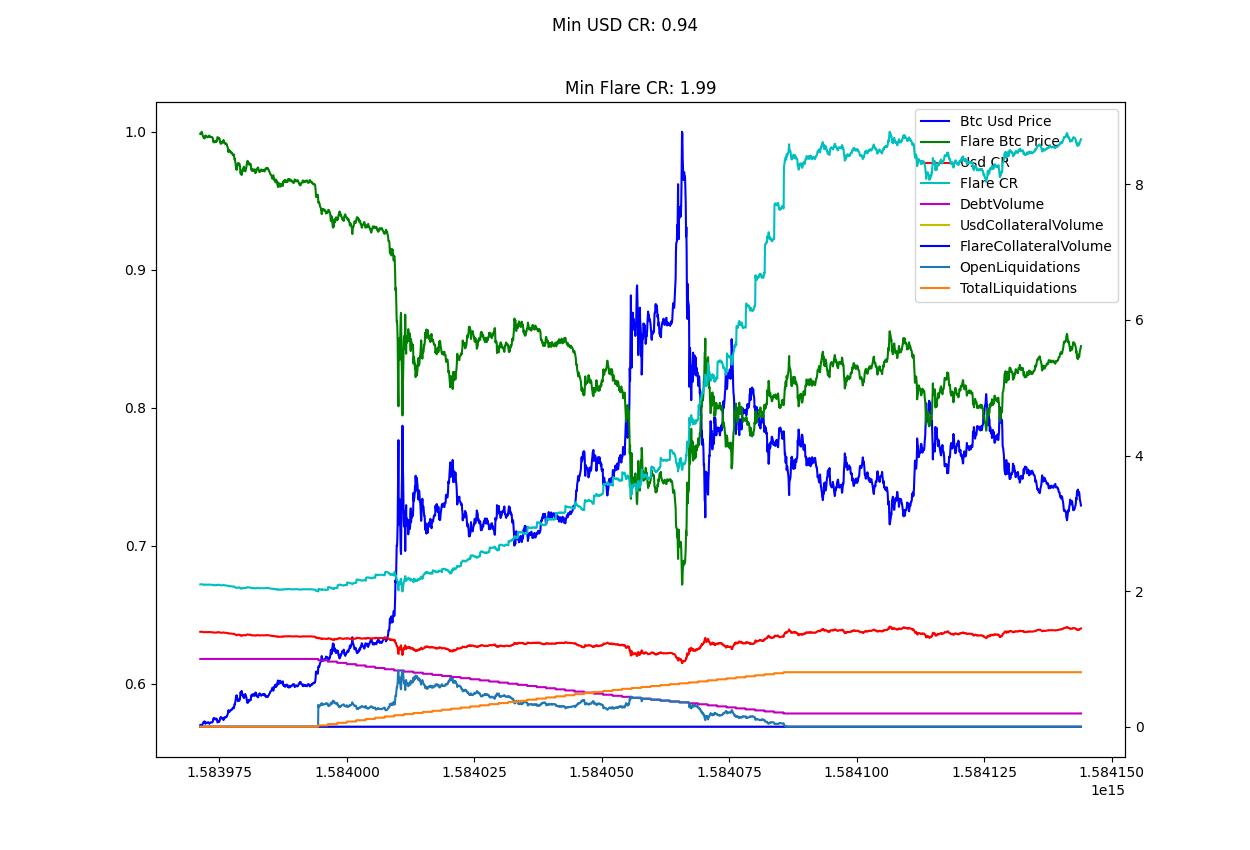 Min USD CR: 0.94
Min Flare CR: 1.99
Btc Usd Price
Flare Btc Price
Usd CR
Flare CR
DebtVolume
UsdCollateralVolume
FlareCollateralVolume
OpenLiquidations
TotalLiquidations
1.0
0.9
0.8
0.7
0.6
8
6
4
2
0
1.583975
1.584000
1.584025
1.584050
1.584075
1.584100
1.584125
1.584150
1e15